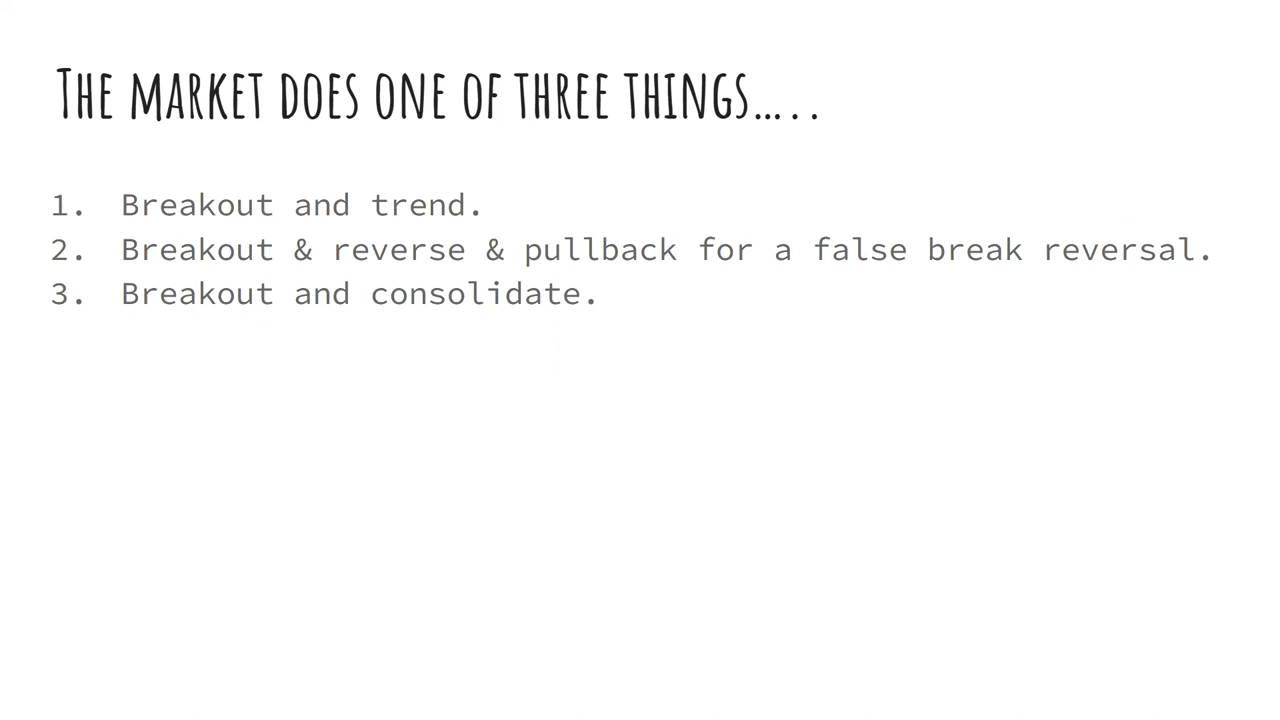 The market does one of three things…..
1. Breakout and trend.
2. Breakout & reverse & pullback for a false break reversal.
3. Breakout and consolidate.